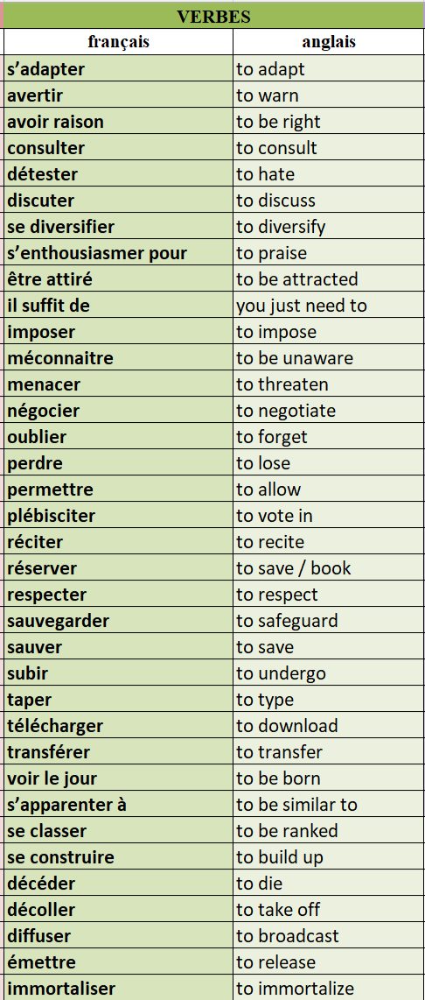 VERBES
français anglais
s’adapter to adapt
avertir to warn
avoir raison to be right
consulter to consult
détester to hate
discuter to discuss
se diversifier to diversify
s’enthousiasmer pour to praise
être attiré to be attracted
il suffit de you just need to
imposer to impose
méconnaitre to be unaware
menacer to threaten
négocier to negotiate
oublier to forget
perdre to lose
permettre to allow
plébisciter to vote in
réciter to recite
réserver to save / book
respecter to respect
sauvegarder to safeguard
sauver to save
subir to undergo
taper to type
télécharger to download
transférer to transfer
voir le jour to be born
s’apparenter à to be similar to
se classer to be ranked
se construire to build up
décéder to die
décoller to take off
diffuser to broadcast
émettre to release
immortaliser to immortalize